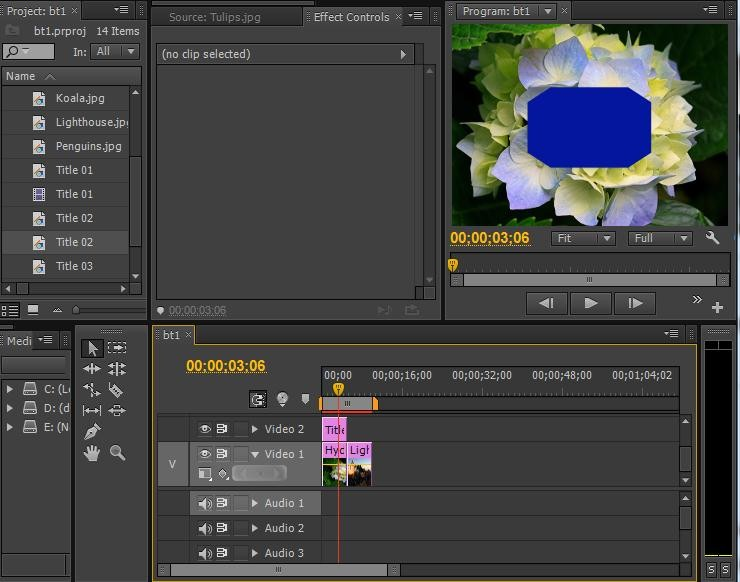 Project: bt1
bt1.prproj 14 Items
In: All
Name
Koala.jpg
Lighthouse.jpg
Penguins.jpg
Title 01
Title 01
Title 02
Title 02
Title 03
Source: Tulips.jpg
Effect Controls
(no clip selected)
00;00;03;06
Program: bt1
00;00;03;06 Fit Full
Medi
C: (Lo
D: (d
E: (N
bt1
00;00;03;06
00;00 00;00;16;00 00;00;32;00 00;00;48;00 00;01;04;02
Video 2 Title
V Video 1 Hyd Ligh
Audio 1
Audio 2
Audio 3
S S